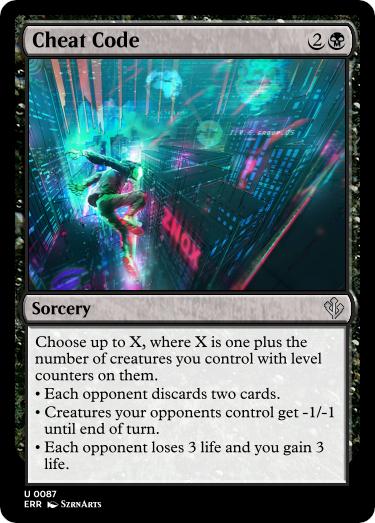 Cheat Code 2
Sorcery
Choose up to X, where X is one plus the
number of creatures you control with level
counters on them.
• Each opponent discards two cards.
• Creatures your opponents control get -1/-1
until end of turn.
• Each opponent loses 3 life and you gain 3
life.
U 0087
ERR SzrnArts